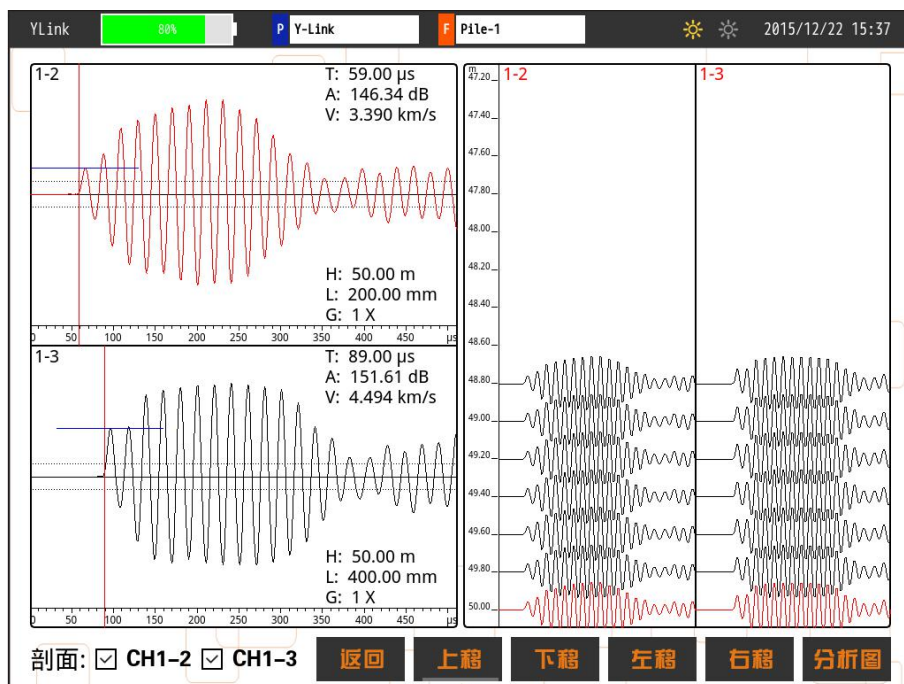 YLink 80% P Y-Link F Pile-1 2015/12/22 15:37
1-2
T: 59.00 μs
A: 146.34 dB
V: 3.390 km/s
H: 50.00 m
L: 200.00 mm
G: 1 X
0 50 100 150 200 250 300 350 400 450 μs
1-3
T: 89.00 μs
A: 151.61 dB
V: 4.494 km/s
H: 50.00 m
L: 400.00 mm
G: 1 X
0 50 100 150 200 250 300 350 400 450 μs
m
47.20 1-2 1-3
47.40
47.60
47.80
48.00
48.20
48.40
48.60
48.80
49.00
49.20
49.40
49.60
49.80
50.00
剖面: CH1-2 CH1-3 返回 上移 下移 左移 右移 分析图